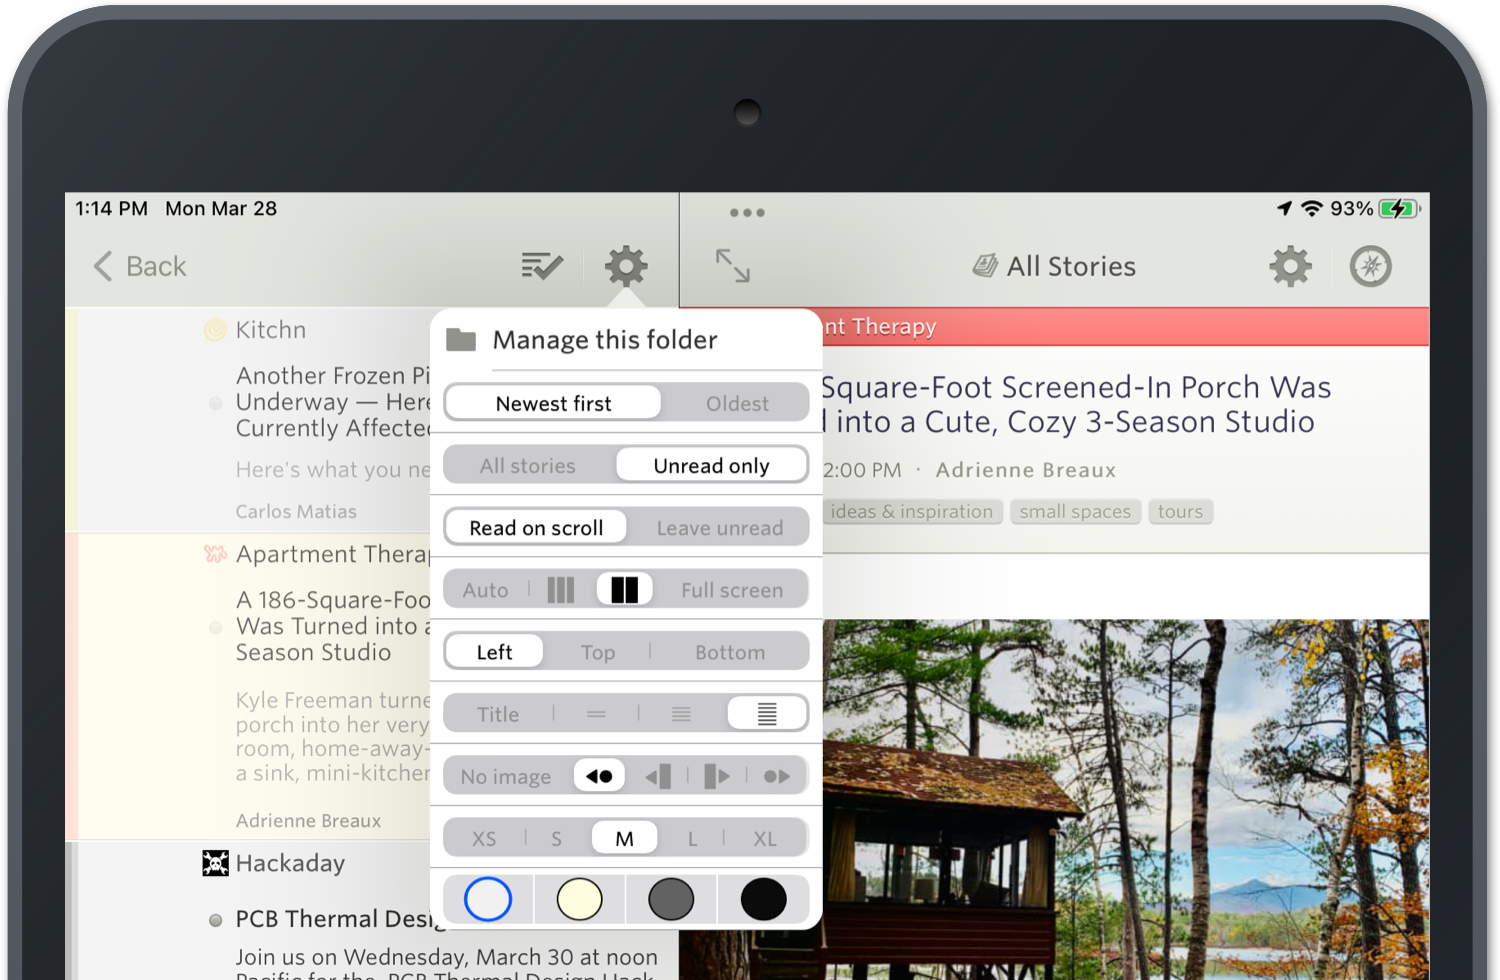 1:14 PM Mon Mar 28
93%
Back
All Stories
Kitchn
Another Frozen Pi
Underway — Here
Currently Affected
Here's what you ne
Carlos Matias
Apartment Therap
A 186-Square-Foo
Was Turned into a
Season Studio
Kyle Freeman turne
porch into her very
room, home-away-
a sink, mini-kitchen
Adrienne Breaux
Hackaday
PCB Thermal Desig
Join us on Wednesday, March 30 at noon
Pacific for the PCB Thermal Design Hack
Manage this folder
Newest first Oldest
All stories Unread only
Read on scroll Leave unread
Auto Full screen
Left Top Bottom
Title
No image
XS S M L XL
nt Therapy
Square-Foot Screened-In Porch Was
d into a Cute, Cozy 3-Season Studio
2:00 PM · Adrienne Breaux
ideas & inspiration small spaces tours